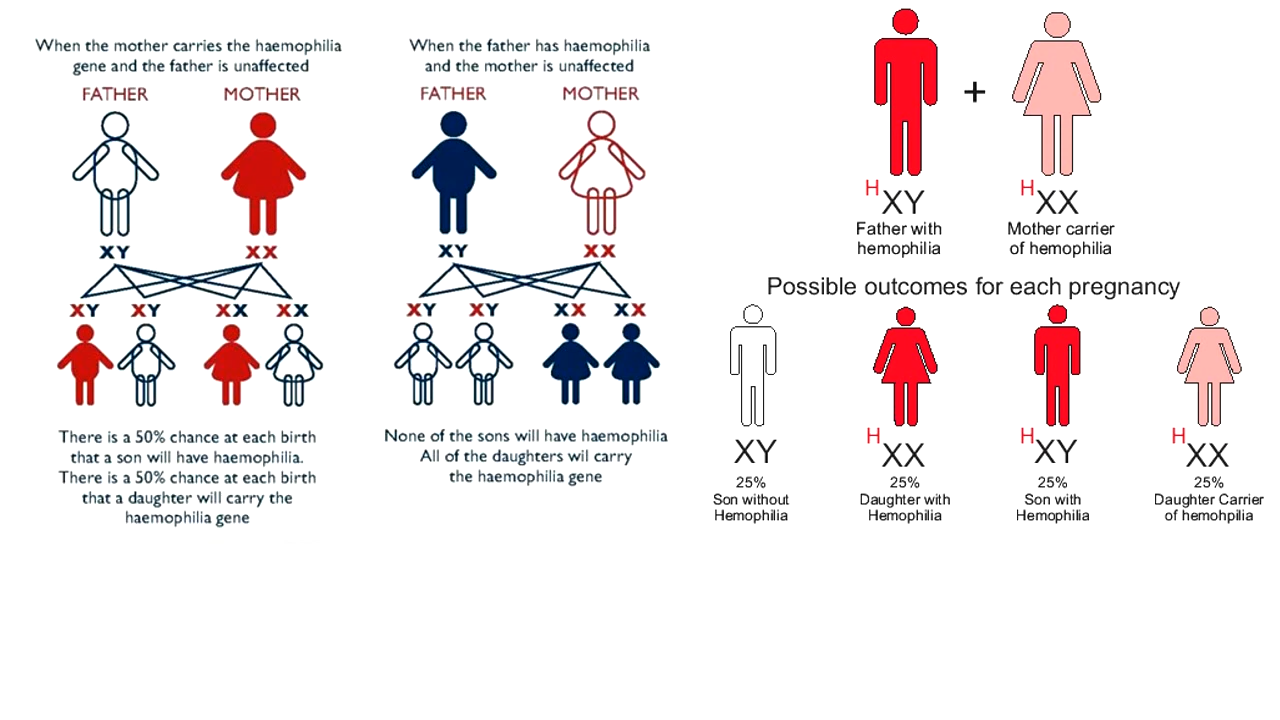 When the mother carries the haemophilia
gene and the father is unaffected
FATHER MOTHER
XY XX
XY XY XX XX
There is a 50% chance at each birth
that a son will have haemophilia.
There is a 50% chance at each birth
that a daughter will carry the
haemophilia gene
When the father has haemophilia
and the mother is unaffected
FATHER MOTHER
XY XX
XY XY XX XX
None of the sons will have haemophilia
All of the daughters wil carry
the haemophilia gene
+
H XY H XX
Father with Mother carrier
hemophilia of hemophilia
Possible outcomes for each pregnancy
XY H XX H XY H XX
25% 25% 25% 25%
Son without Daughter with Son with Daughter Carrier
Hemophilia Hemophilia Hemophilia of hemohpilia